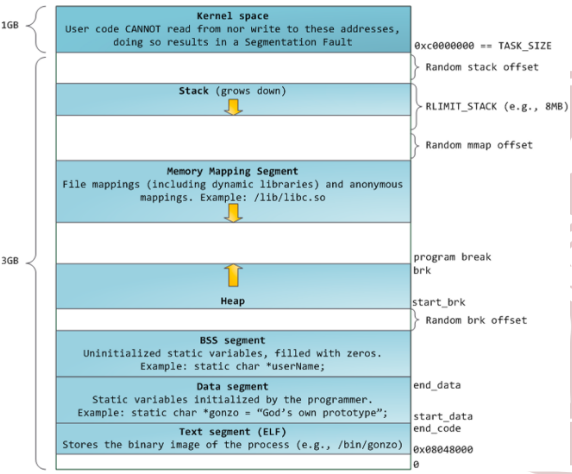 1GB
Kernel space
User code CANNOT read from nor write to these addresses,
doing so results in a Segmentation Fault
0xc0000000 == TASK_SIZE
Random stack offset
Stack (grows down)
RLIMIT_STACK (e.g., 8MB)
Random mmap offset
Memory Mapping Segment
File mappings (including dynamic libraries) and anonymous
mappings. Example: /lib/libc.so
3GB
program break
brk
Heap
start_brk
Random brk offset
BSS segment
Uninitialized static variables, filled with zeros.
Example: static char *userName;
Data segment
Static variables initialized by the programmer.
Example: static char *gonzo = “God’s own prototype”;
end_data
start_data
Text segment (ELF)
Stores the binary image of the process (e.g., /bin/gonzo)
end_code
0x08048000
0